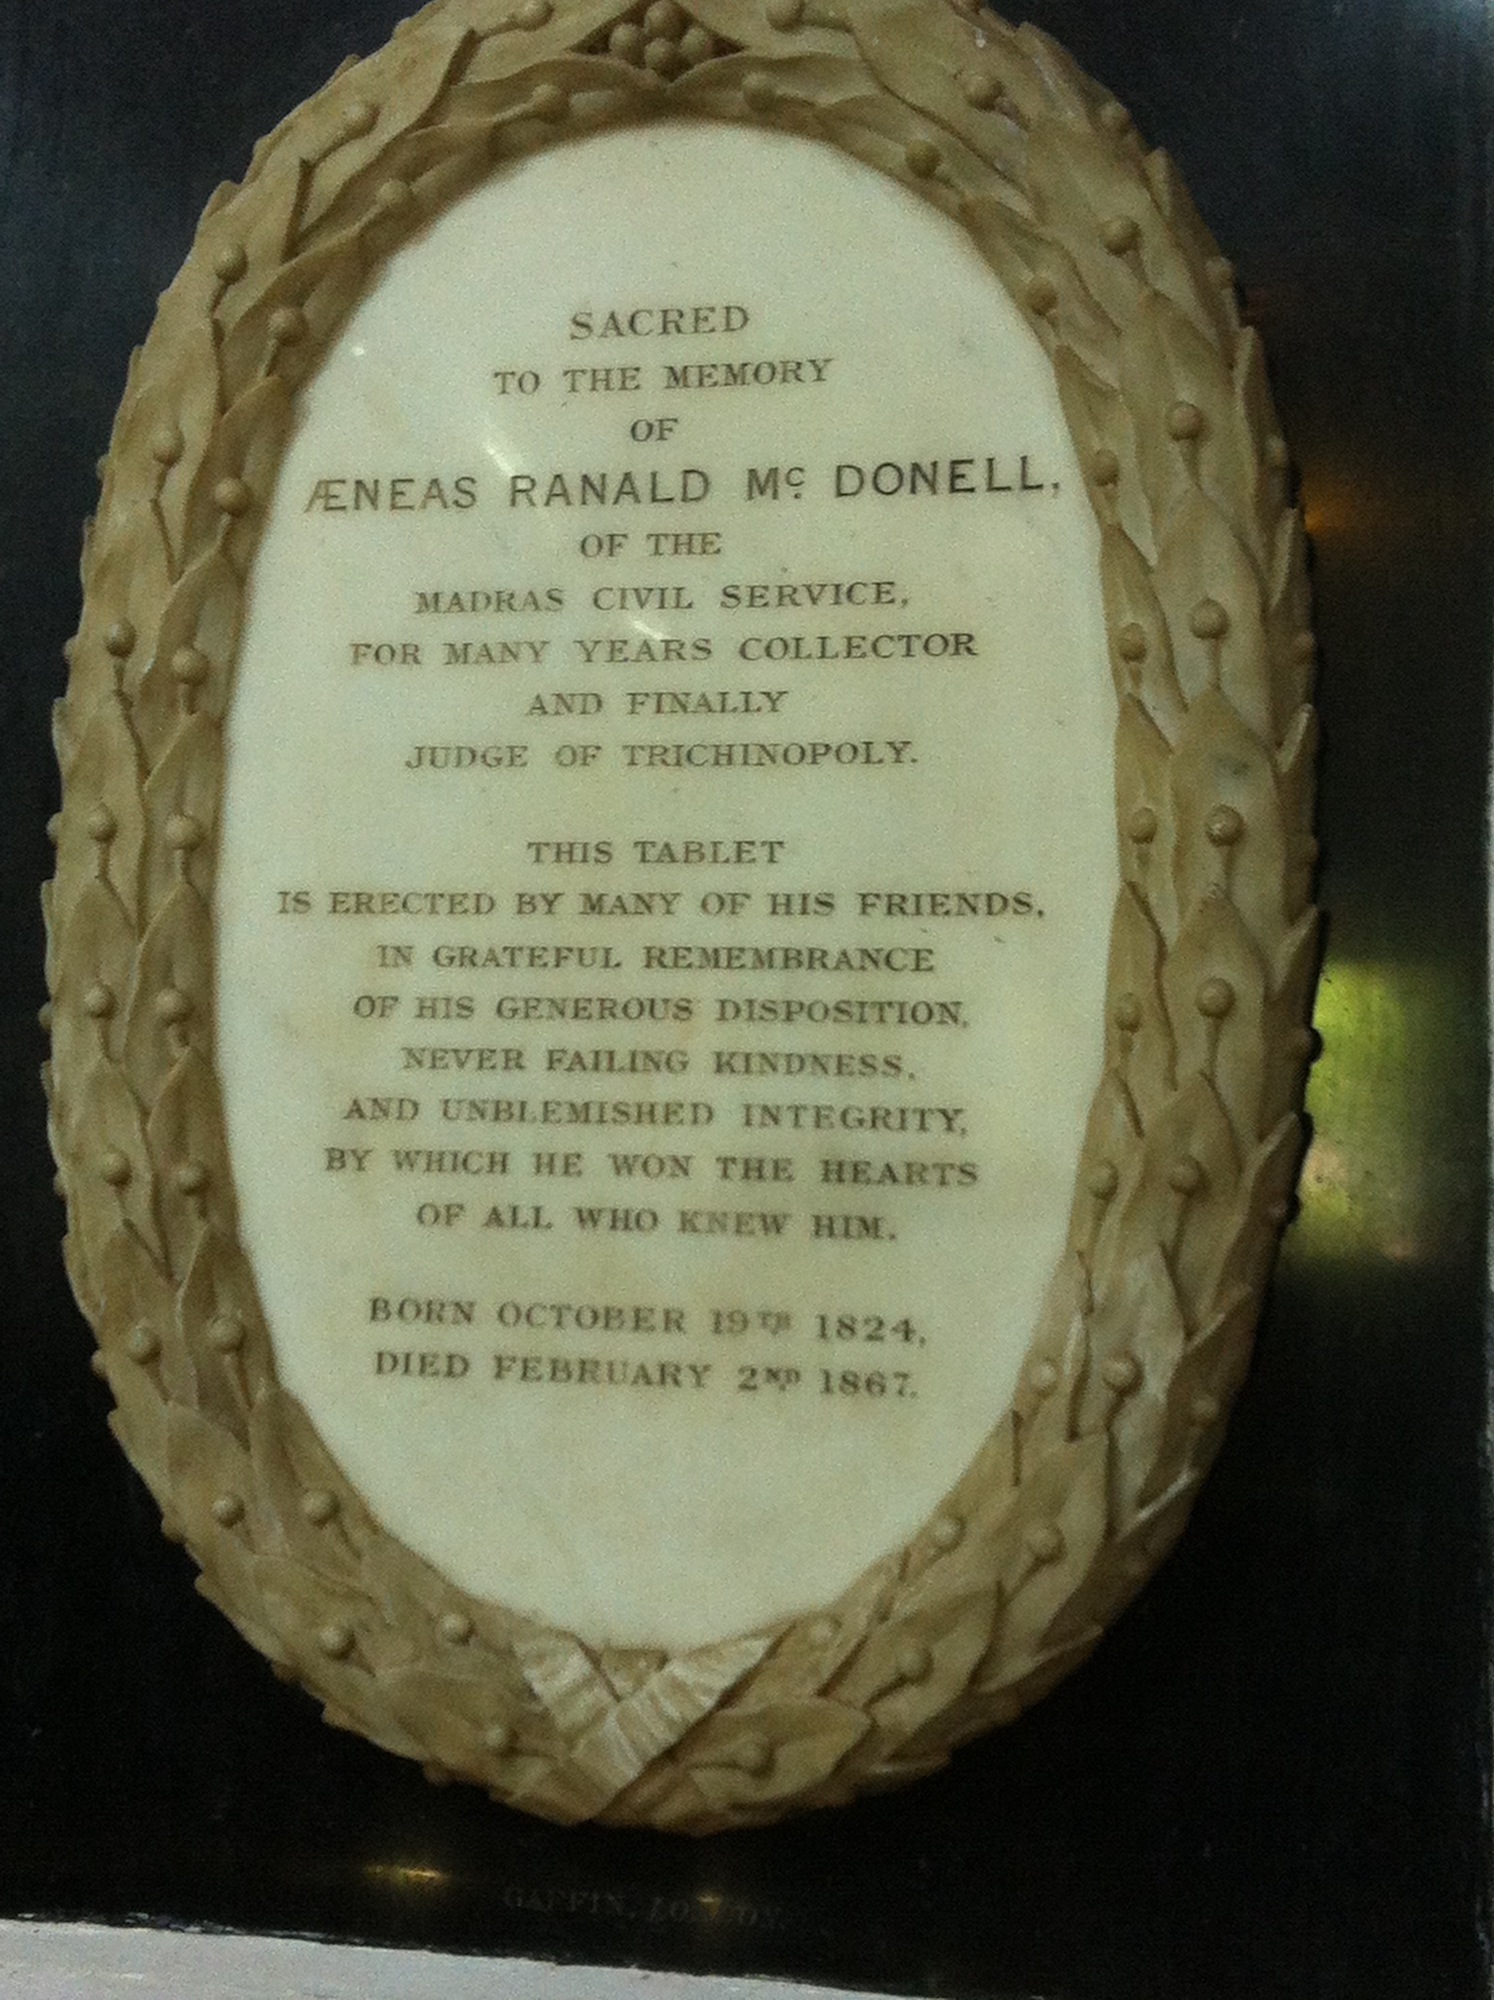 SACRED
TO THE MEMORY
OF
ÆNEAS RANALD Mc DONELL,
OF THE
MADRAS CIVIL SERVICE,
FOR MANY YEARS COLLECTOR
AND FINALLY
JUDGE OF TRICHINOPOLY.
THIS TABLET
IS ERECTED BY MANY OF HIS FRIENDS,
IN GRATEFUL REMEMBRANCE
OF HIS GENEROUS DISPOSITION,
NEVER FAILING KINDNESS,
AND UNBLEMISHED INTEGRITY,
BY WHICH HE WON THE HEARTS
OF ALL WHO KNEW HIM.
BORN OCTOBER 19TH 1824,
DIED FEBRUARY 2ND 1867.
GAFFIN, LONDON.